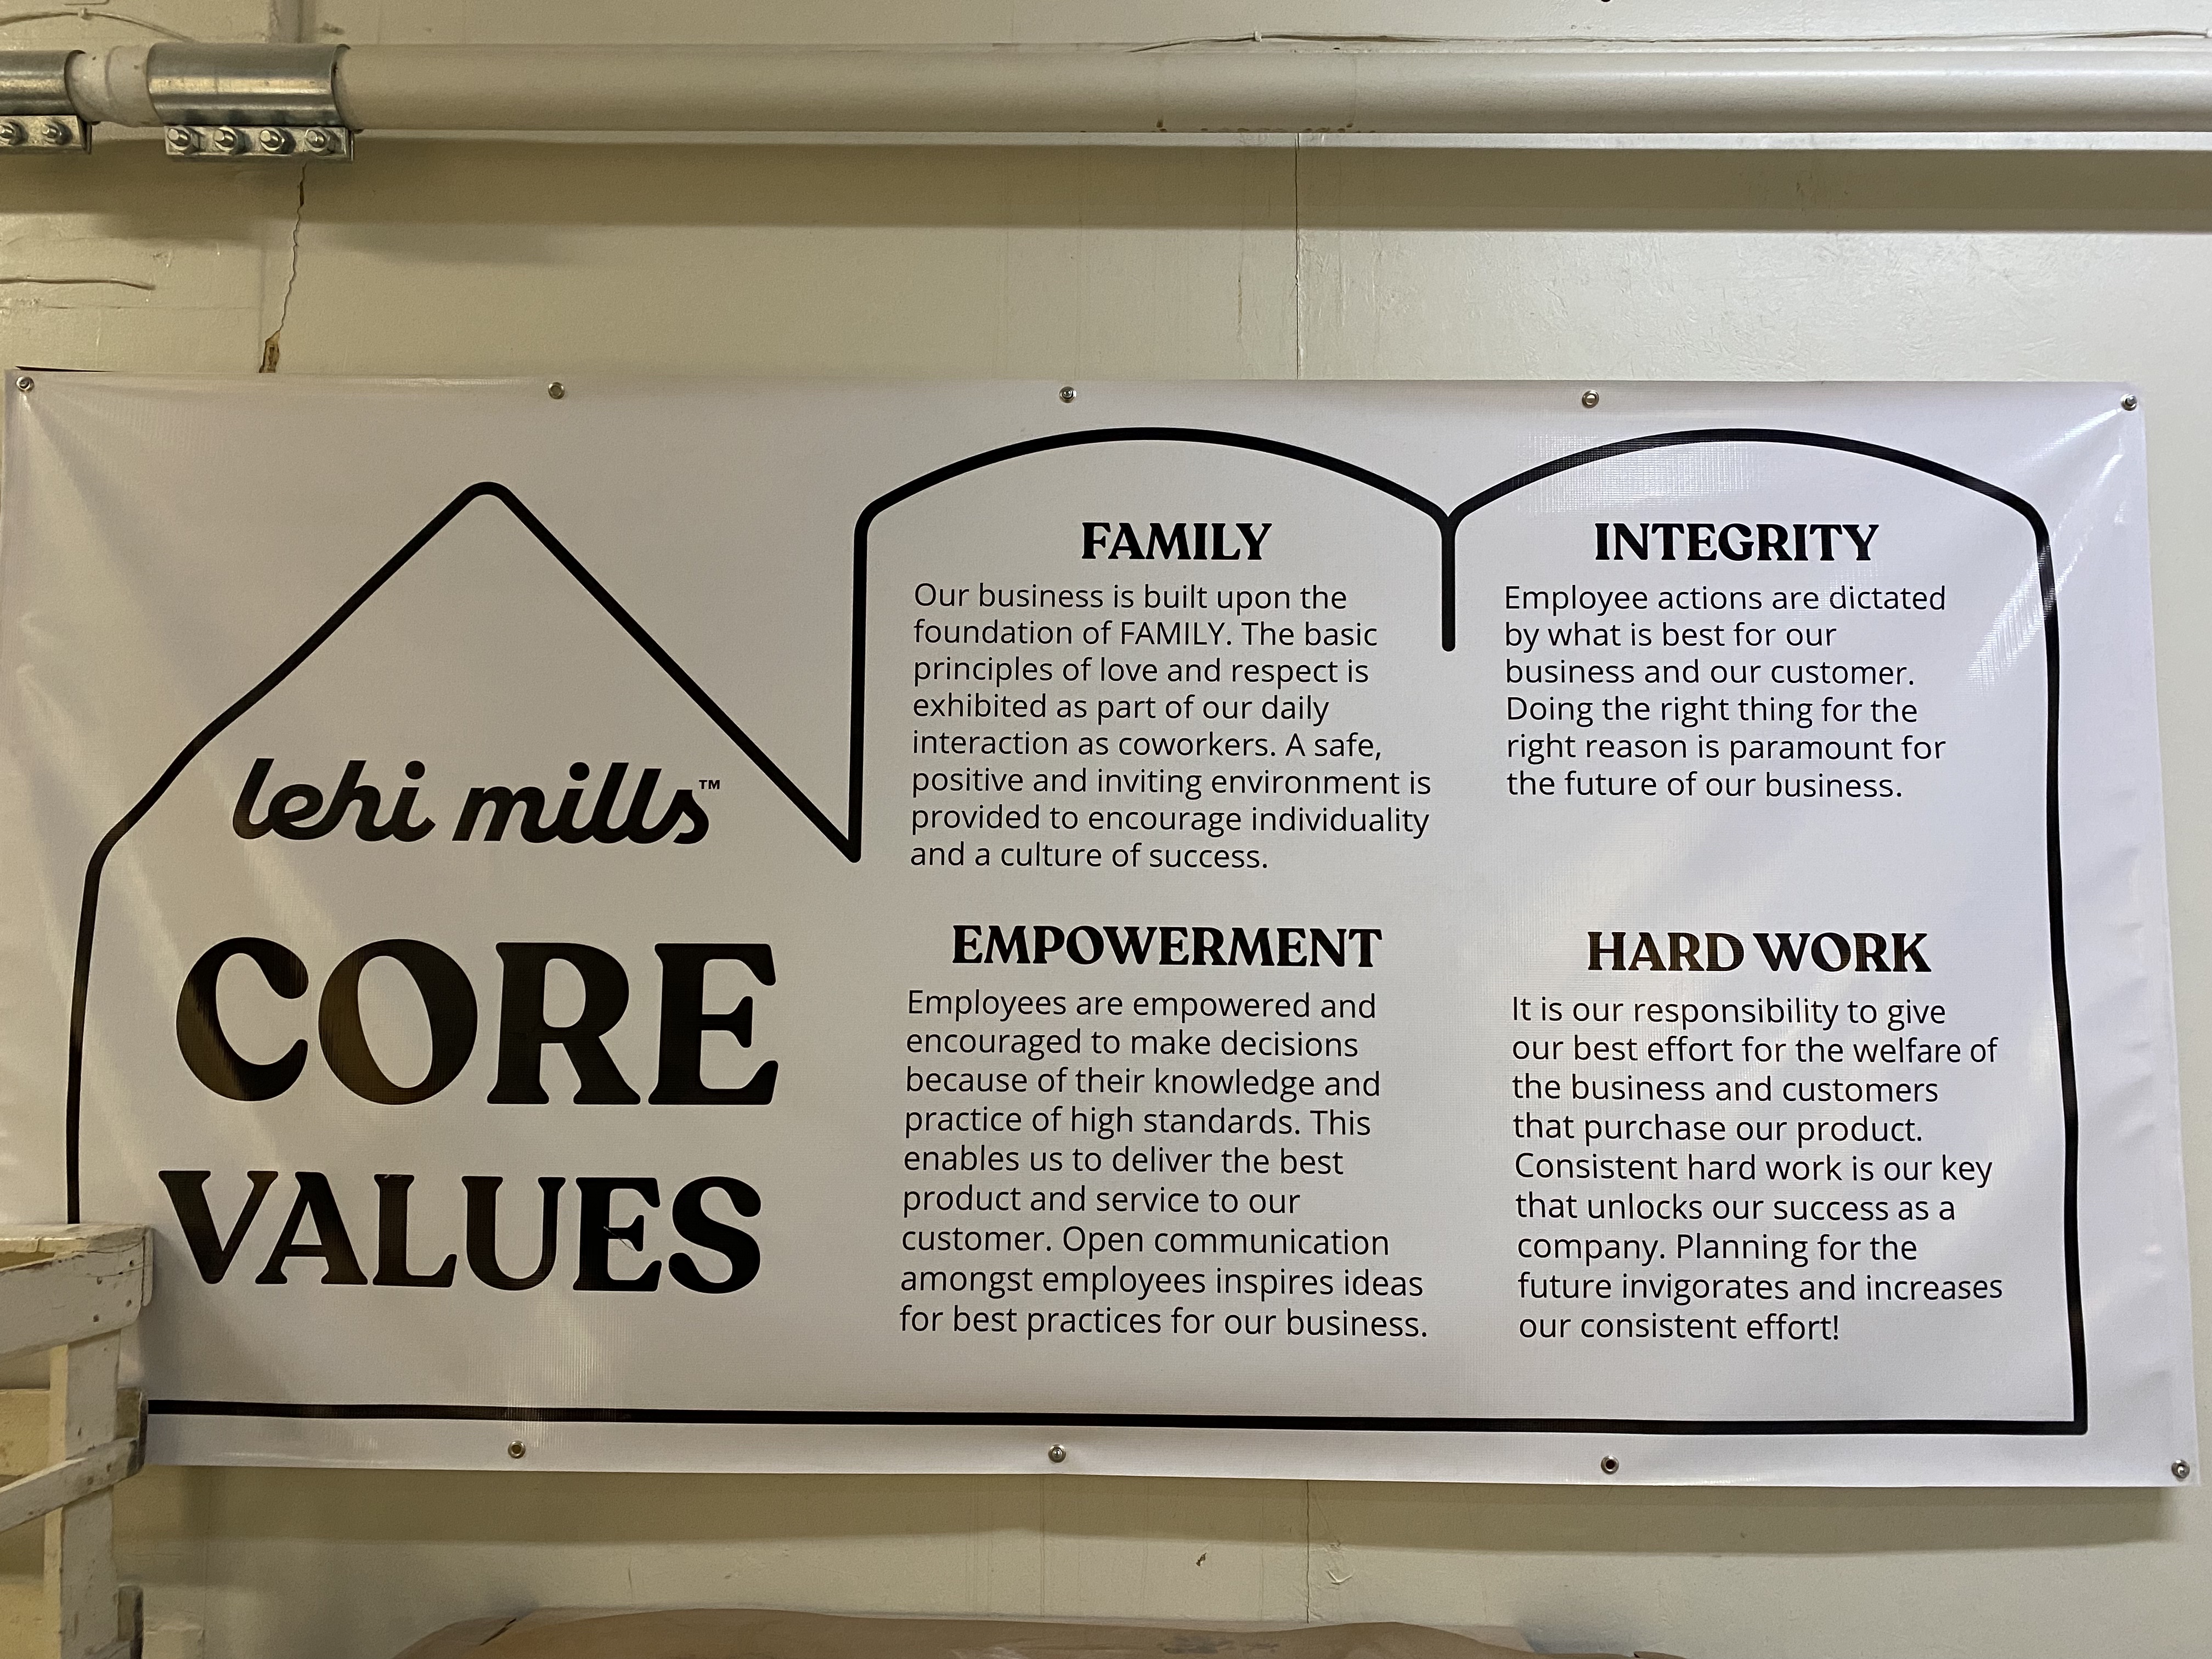 lehi mills™
CORE
VALUES
FAMILY
Our business is built upon the
foundation of FAMILY. The basic
principles of love and respect is
exhibited as part of our daily
interaction as coworkers. A safe,
positive and inviting environment is
provided to encourage individuality
and a culture of success.
INTEGRITY
Employee actions are dictated
by what is best for our
business and our customer.
Doing the right thing for the
right reason is paramount for
the future of our business.
EMPOWERMENT
Employees are empowered and
encouraged to make decisions
because of their knowledge and
practice of high standards. This
enables us to deliver the best
product and service to our
customer. Open communication
amongst employees inspires ideas
for best practices for our business.
HARD WORK
It is our responsibility to give
our best effort for the welfare of
the business and customers
that purchase our product.
Consistent hard work is our key
that unlocks our success as a
company. Planning for the
future invigorates and increases
our consistent effort!